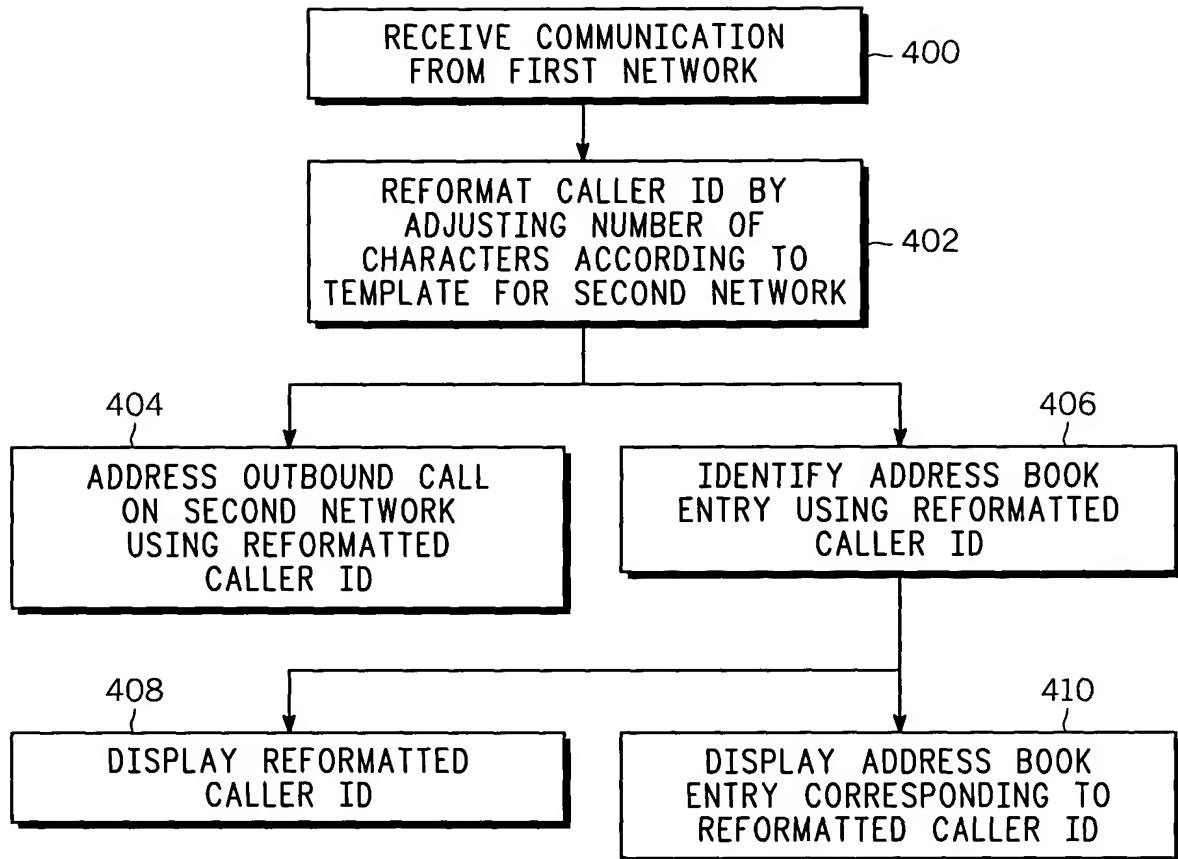 RECEIVE COMMUNICATION
FROM FIRST NETWORK
400
REFORMAT CALLER ID BY
ADJUSTING NUMBER OF
CHARACTERS ACCORDING TO
TEMPLATE FOR SECOND NETWORK
402
404
ADDRESS OUTBOUND CALL
ON SECOND NETWORK
USING REFORMATTED
CALLER ID
406
IDENTIFY ADDRESS BOOK
ENTRY USING REFORMATTED
CALLER ID
408
DISPLAY REFORMATTED
CALLER ID
410
DISPLAY ADDRESS BOOK
ENTRY CORRESPONDING TO
REFORMATTED CALLER ID